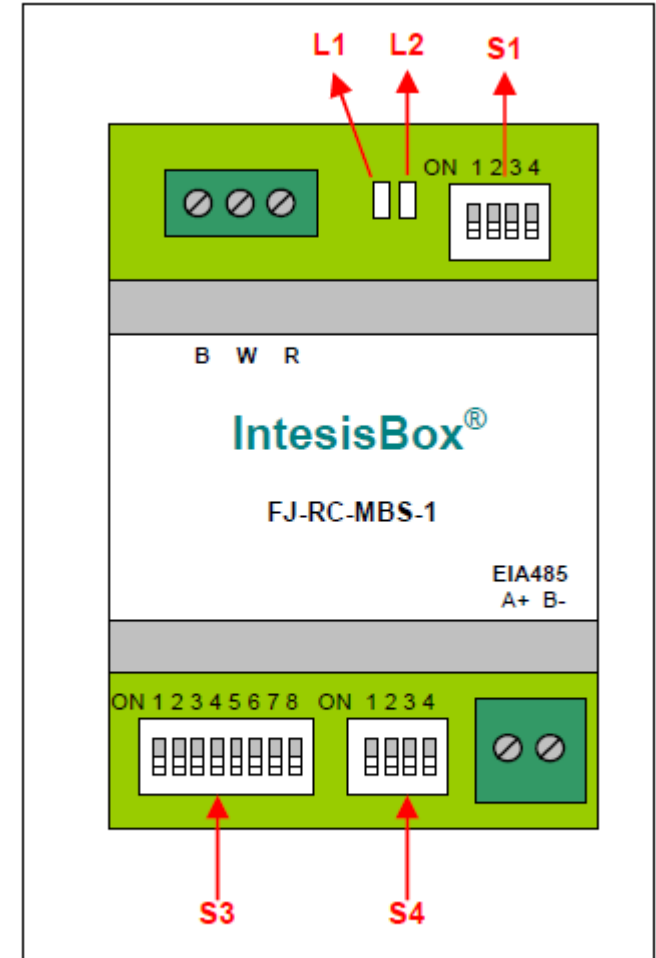 L1 L2 S1
ON 1 2 3 4
B W R
IntesisBox®
FJ-RC-MBS-1
EIA485
A+ B-
ON 1 2 3 4 5 6 7 8 ON 1 2 3 4
S3 S4